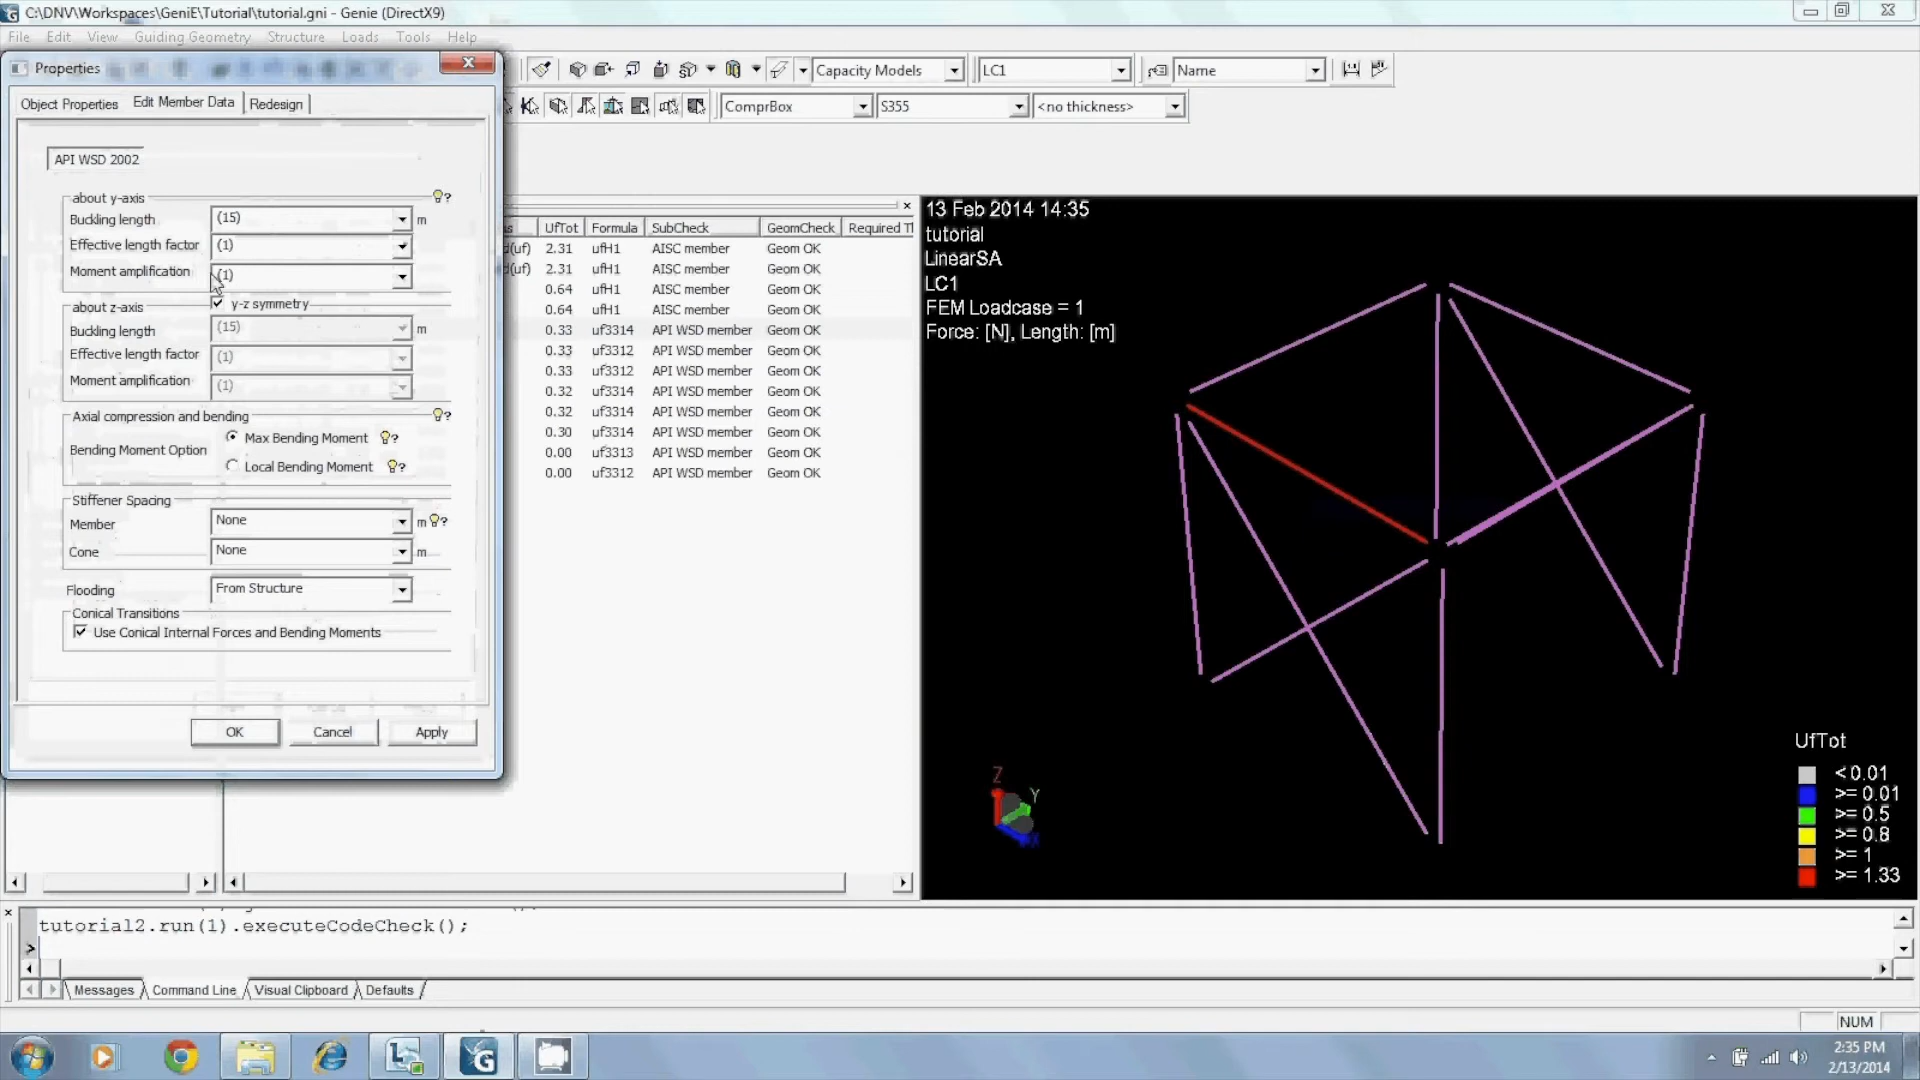 C:\DNV\Workspaces\GeniE\Tutorial\tutorial.gni - Genie (DirectX9)
File Edit View Guiding Geometry Structure Loads Tools Help
Properties
Capacity Models LC1 Name
Object Properties Edit Member Data Redesign
ComprBox S355 <no thickness>
API WSD 2002
about y-axis
Buckling length (15) m
Effective length factor (1)
Moment amplification (1)
about z-axis y-z symmetry
Buckling length (15) m
Effective length factor (1)
Moment amplification (1)
Axial compression and bending
Bending Moment Option
Max Bending Moment
Local Bending Moment
Stiffener Spacing
Member None m
Cone None m
Flooding From Structure
Conical Transitions
Use Conical Internal Forces and Bending Moments
OK Cancel Apply
UfTot Formula SubCheck GeomCheck Required
d(uf) 2.31 ufH1 AISC member Geom OK
d(uf) 2.31 ufH1 AISC member Geom OK
0.64 ufH1 AISC member Geom OK
0.64 ufH1 AISC member Geom OK
0.33 uf3314 API WSD member Geom OK
0.33 uf3312 API WSD member Geom OK
0.33 uf3312 API WSD member Geom OK
0.32 uf3314 API WSD member Geom OK
0.32 uf3314 API WSD member Geom OK
0.30 uf3314 API WSD member Geom OK
0.00 uf3313 API WSD member Geom OK
0.00 uf3312 API WSD member Geom OK
13 Feb 2014 14:35
tutorial
LinearSA
LC1
FEM Loadcase = 1
Force: [N], Length: [m]
Z
Y
UfTot
< 0.01
>= 0.01
>= 0.5
>= 0.8
>= 1
>= 1.33
tutorial2.run(1).executeCodeCheck();
>
Messages Command Line Visual Clipboard Defaults
NUM
2:35 PM
2/13/2014